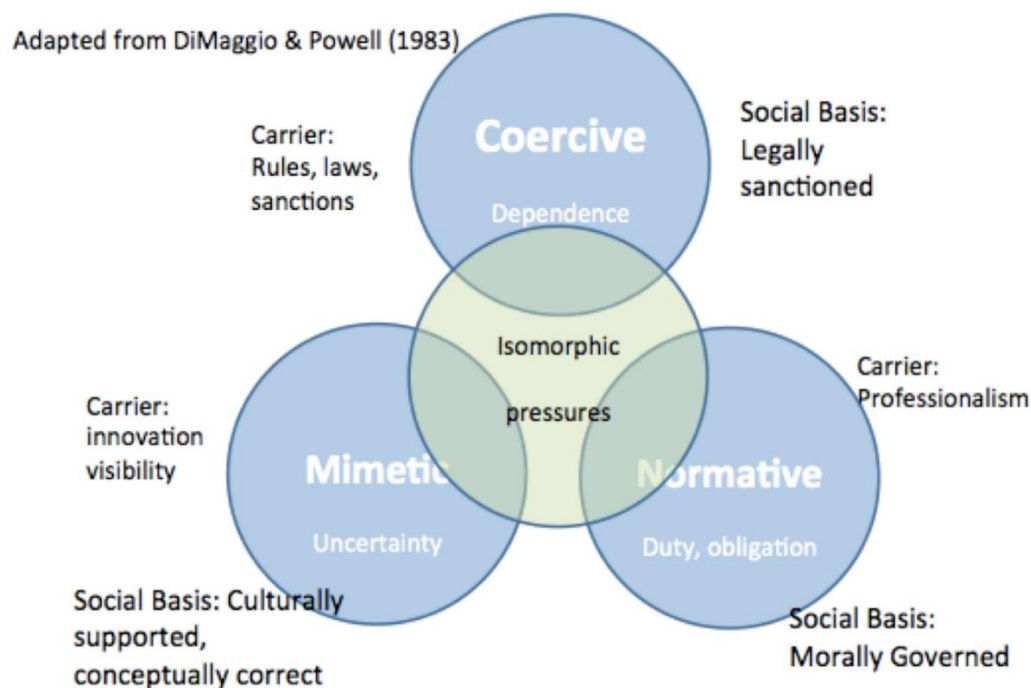 Adapted from DiMaggio & Powell (1983)
Coercive
Dependence
Carrier:
Rules, laws,
sanctions
Social Basis:
Legally
sanctioned
Isomorphic
pressures
Carrier:
innovation
visibility
Mimetic
Uncertainty
Social Basis: Culturally
supported,
conceptually correct
Carrier:
Professionalism
Normative
Duty, obligation
Social Basis:
Morally Governed